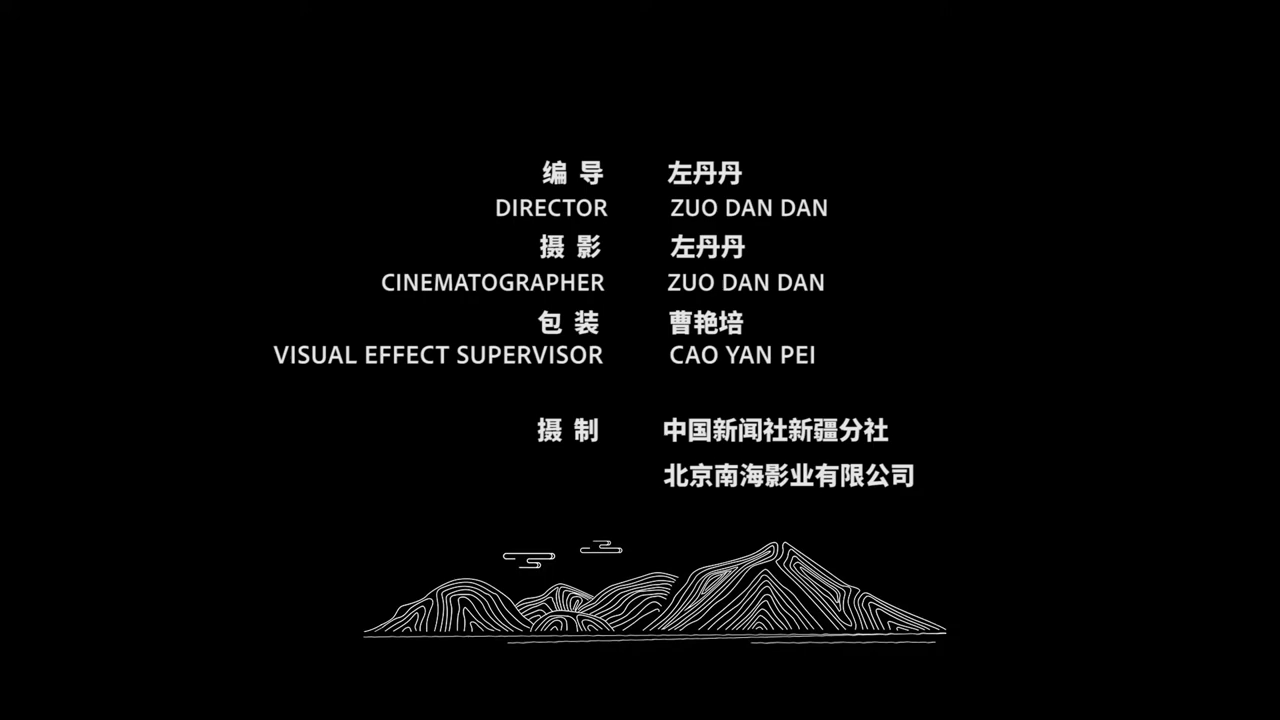 编 导 左丹丹
DIRECTOR ZUO DAN DAN
摄 影 左丹丹
CINEMATOGRAPHER ZUO DAN DAN
包 装 曹艳培
VISUAL EFFECT SUPERVISOR CAO YAN PEI
摄 制 中国新闻社新疆分社
北京南海影业有限公司